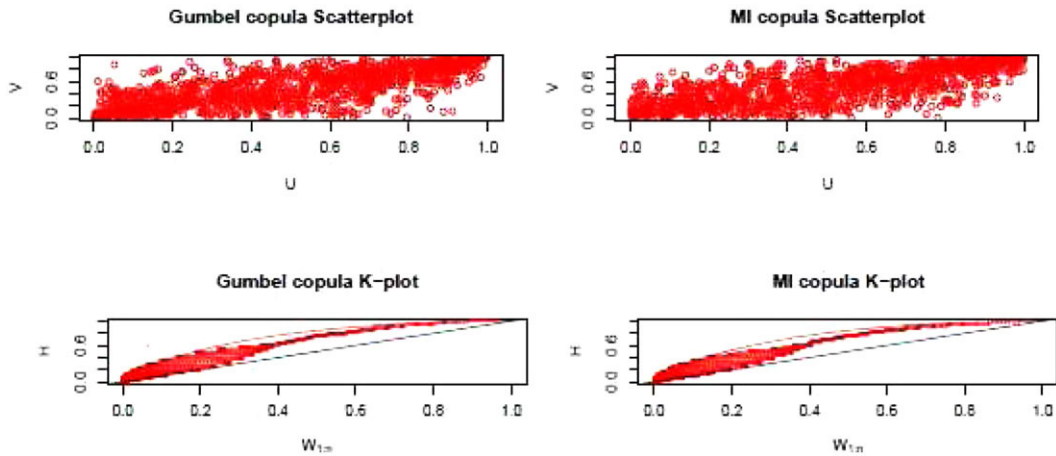 Gumbel copula Scatterplot
V
0.0 0.6
0.0 0.2 0.4 0.6 0.8 1.0
U
MI copula Scatterplot
V
0.0 0.6
0.0 0.2 0.4 0.6 0.8 1.0
U
Gumbel copula K-plot
H
0.0 0.6
0.0 0.2 0.4 0.6 0.8 1.0
W1:n
MI copula K-plot
H
0.0 0.6
0.0 0.2 0.4 0.6 0.8 1.0
W1:n